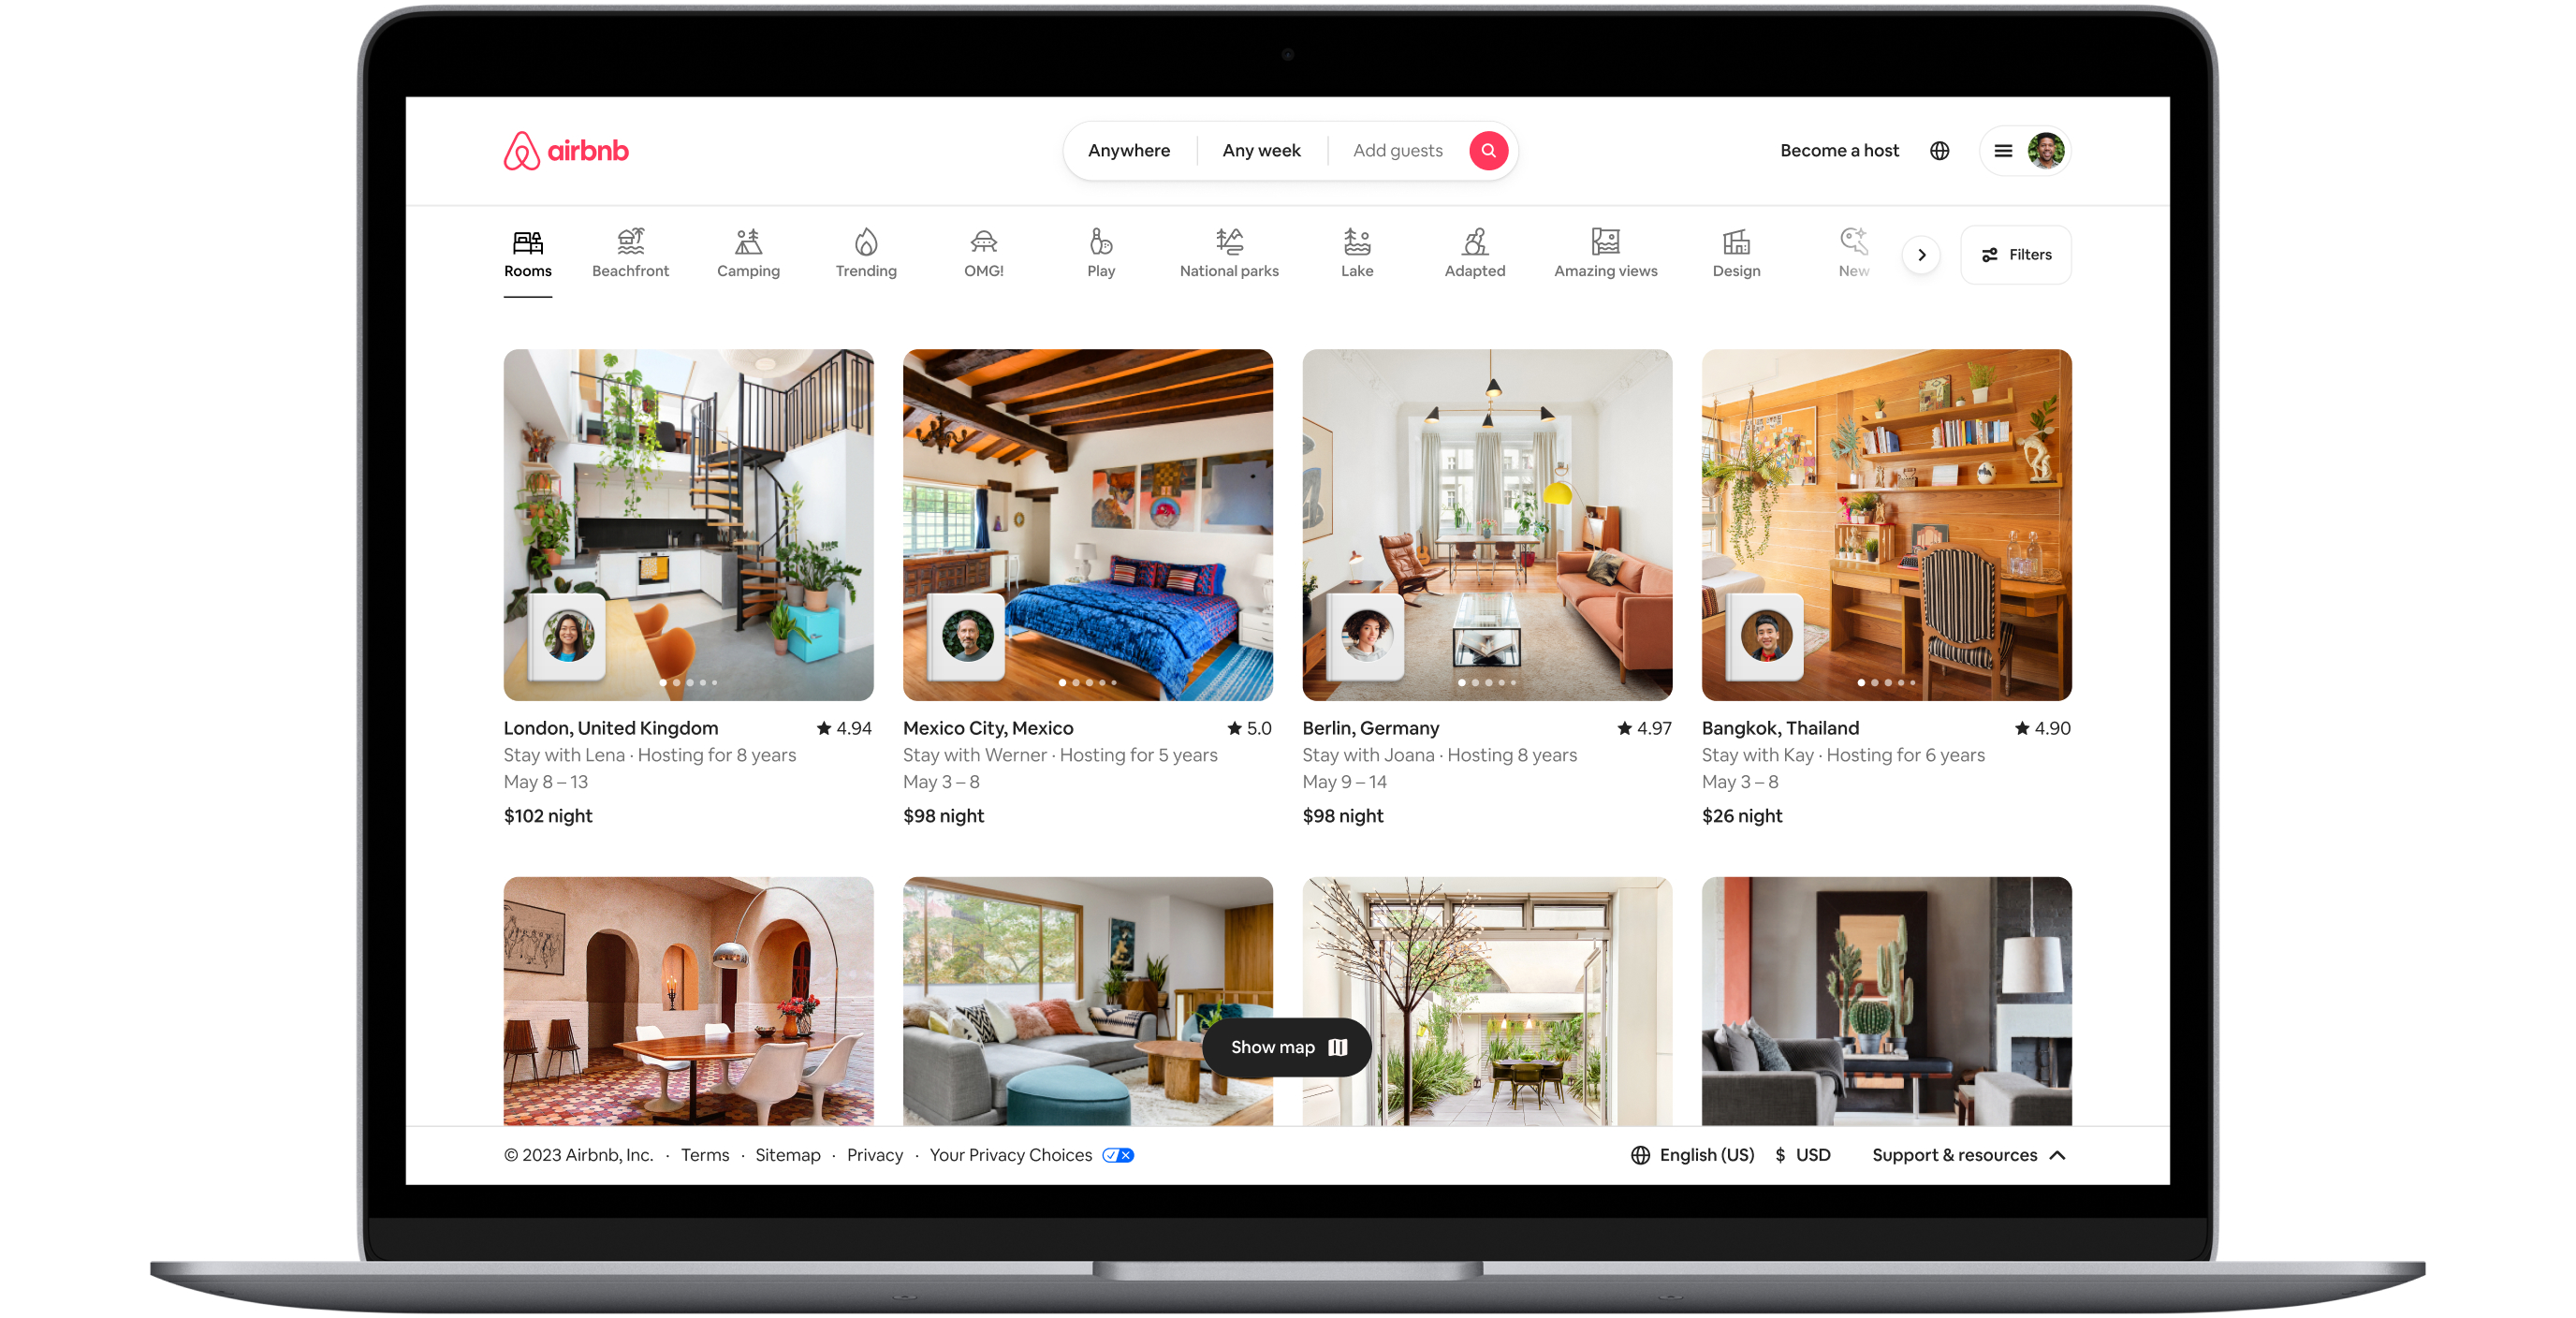 airbnb
Anywhere
Any week
Add guests
Become a host
Rooms
Beachfront
Camping
Trending
OMG!
Play
National parks
Lake
Adapted
Amazing views
Design
New
Filters
London, United Kingdom ★ 4.94
Stay with Lena · Hosting for 8 years
May 8 – 13
$102 night
Mexico City, Mexico ★ 5.0
Stay with Werner · Hosting for 5 years
May 3 – 8
$98 night
Berlin, Germany ★ 4.97
Stay with Joana · Hosting 8 years
May 9 – 14
$98 night
Bangkok, Thailand ★ 4.90
Stay with Kay · Hosting for 6 years
May 3 – 8
$26 night
Show map
© 2023 Airbnb, Inc. · Terms · Sitemap · Privacy · Your Privacy Choices
English (US) $ USD Support & resources